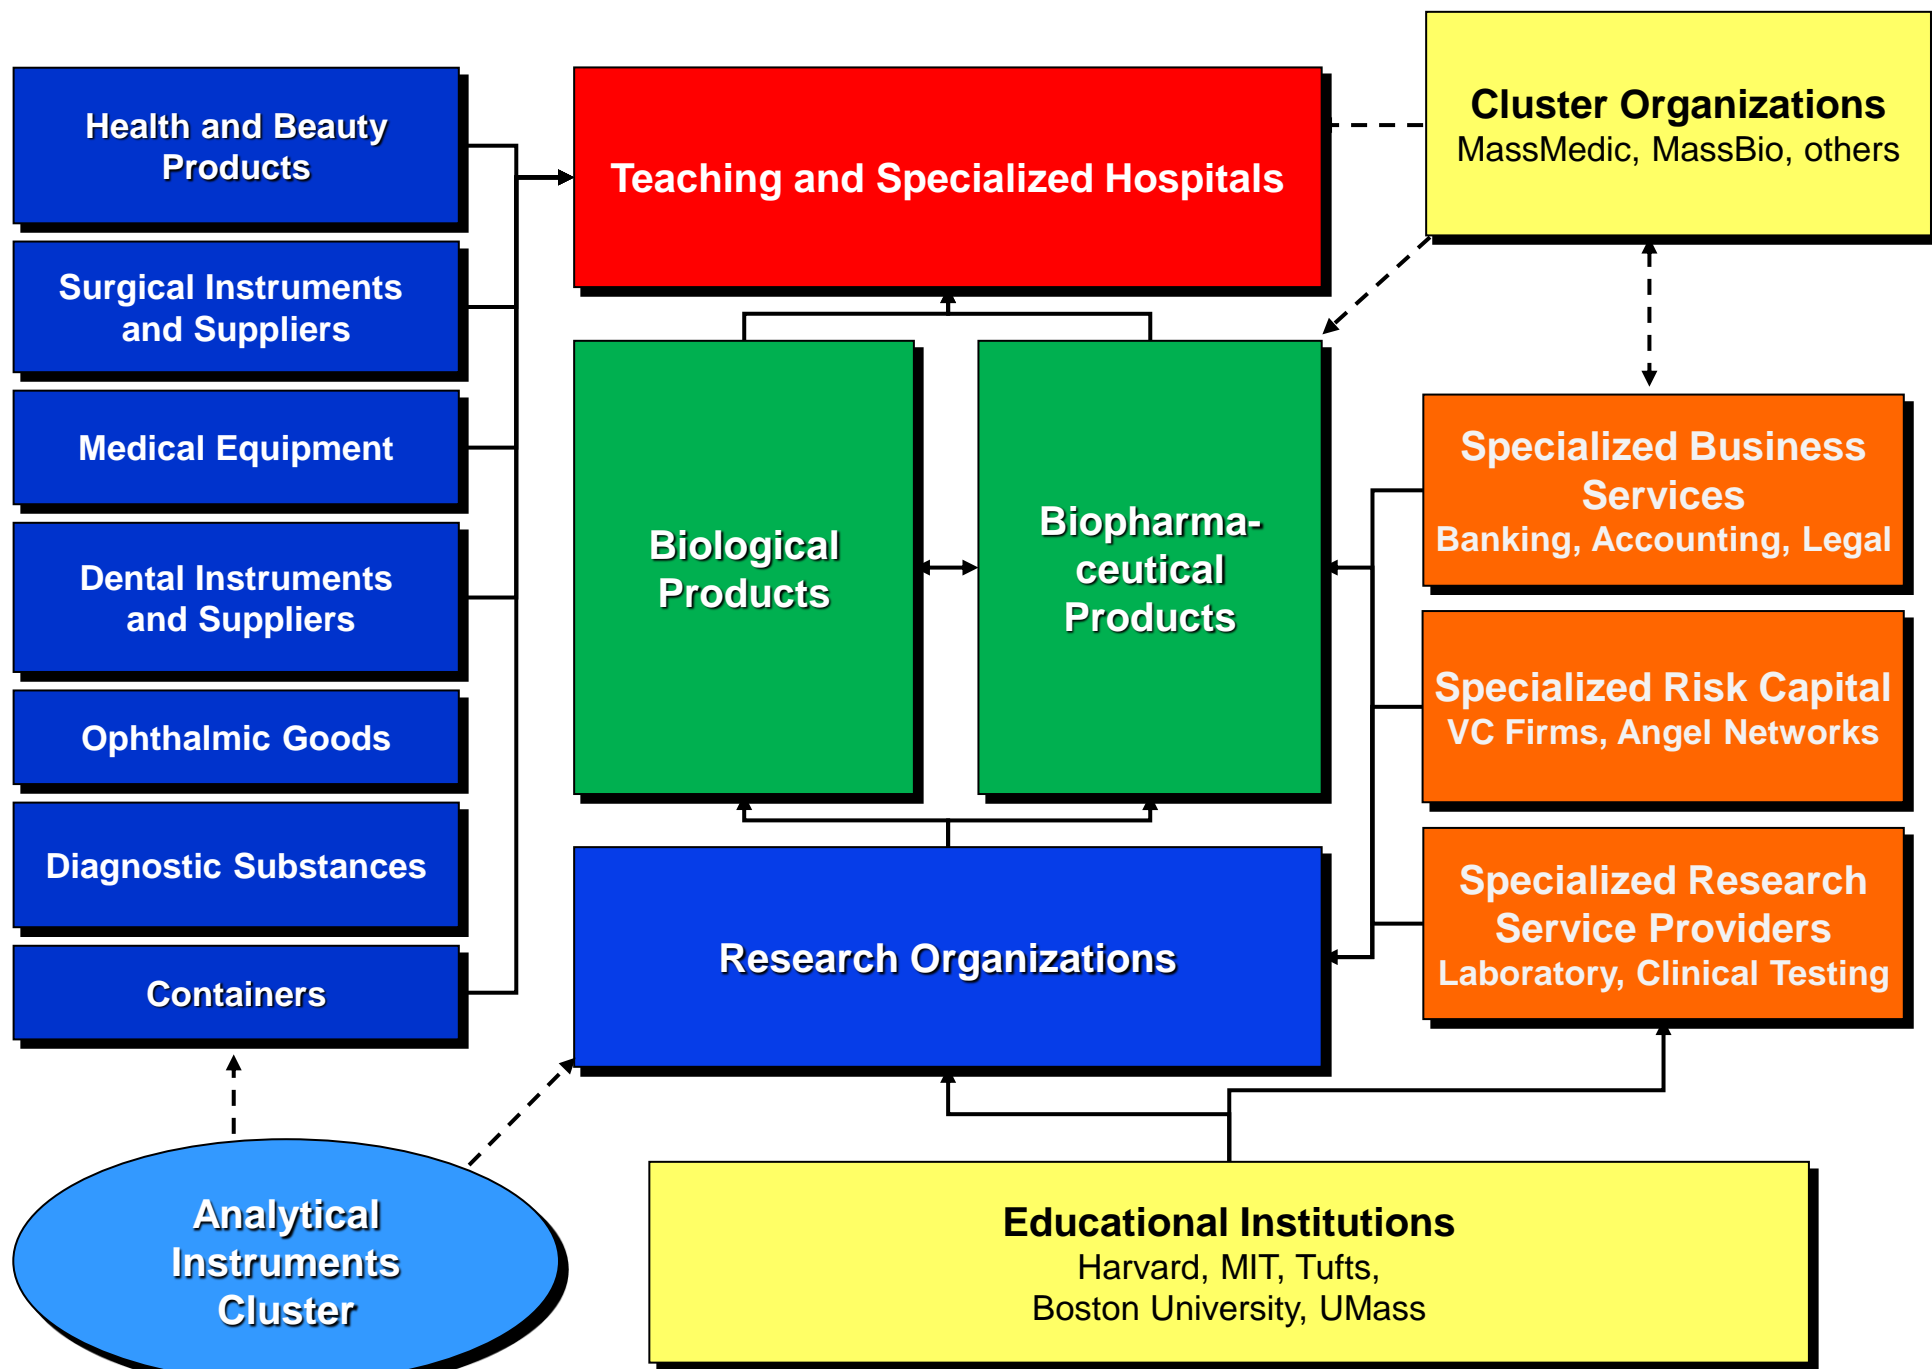 Health and Beauty
Products
Surgical Instruments
and Suppliers
Medical Equipment
Dental Instruments
and Suppliers
Ophthalmic Goods
Diagnostic Substances
Containers
Analytical
Instruments
Cluster
Teaching and Specialized Hospitals
Biological
Products
Biopharma-
ceutical
Products
Research Organizations
Cluster Organizations
MassMedic, MassBio, others
Specialized Business
Services
Banking, Accounting, Legal
Specialized Risk Capital
VC Firms, Angel Networks
Specialized Research
Service Providers
Laboratory, Clinical Testing
Educational Institutions
Harvard, MIT, Tufts,
Boston University, UMass